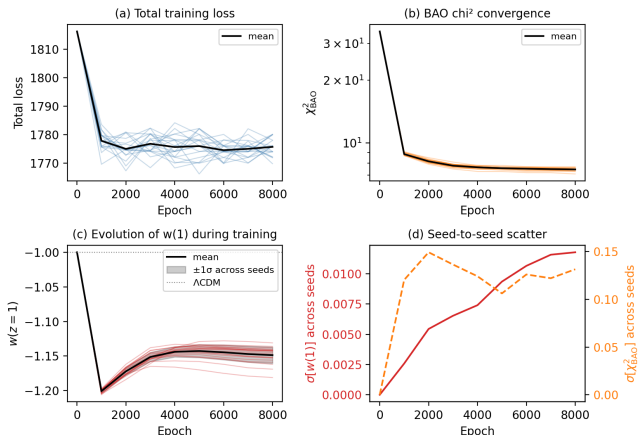 (a) Total training loss
mean
1810
1800
1790
1780
1770
Total loss
0 2000 4000 6000 8000
Epoch
(b) BAO chi² convergence
mean
3 × 10¹
2 × 10¹
10¹
χ²BAO
0 2000 4000 6000 8000
Epoch
(c) Evolution of w(1) during training
mean
±1σ across seeds
ΛCDM
−1.00
−1.05
−1.10
−1.15
−1.20
w(z = 1)
0 2000 4000 6000 8000
Epoch
(d) Seed-to-seed scatter
0.0100
0.0075
0.0050
0.0025
0.0000
σ[w(1)] across seeds
0.15
0.10
0.05
0.00
σ[χ²BAO] across seeds
0 2000 4000 6000 8000
Epoch